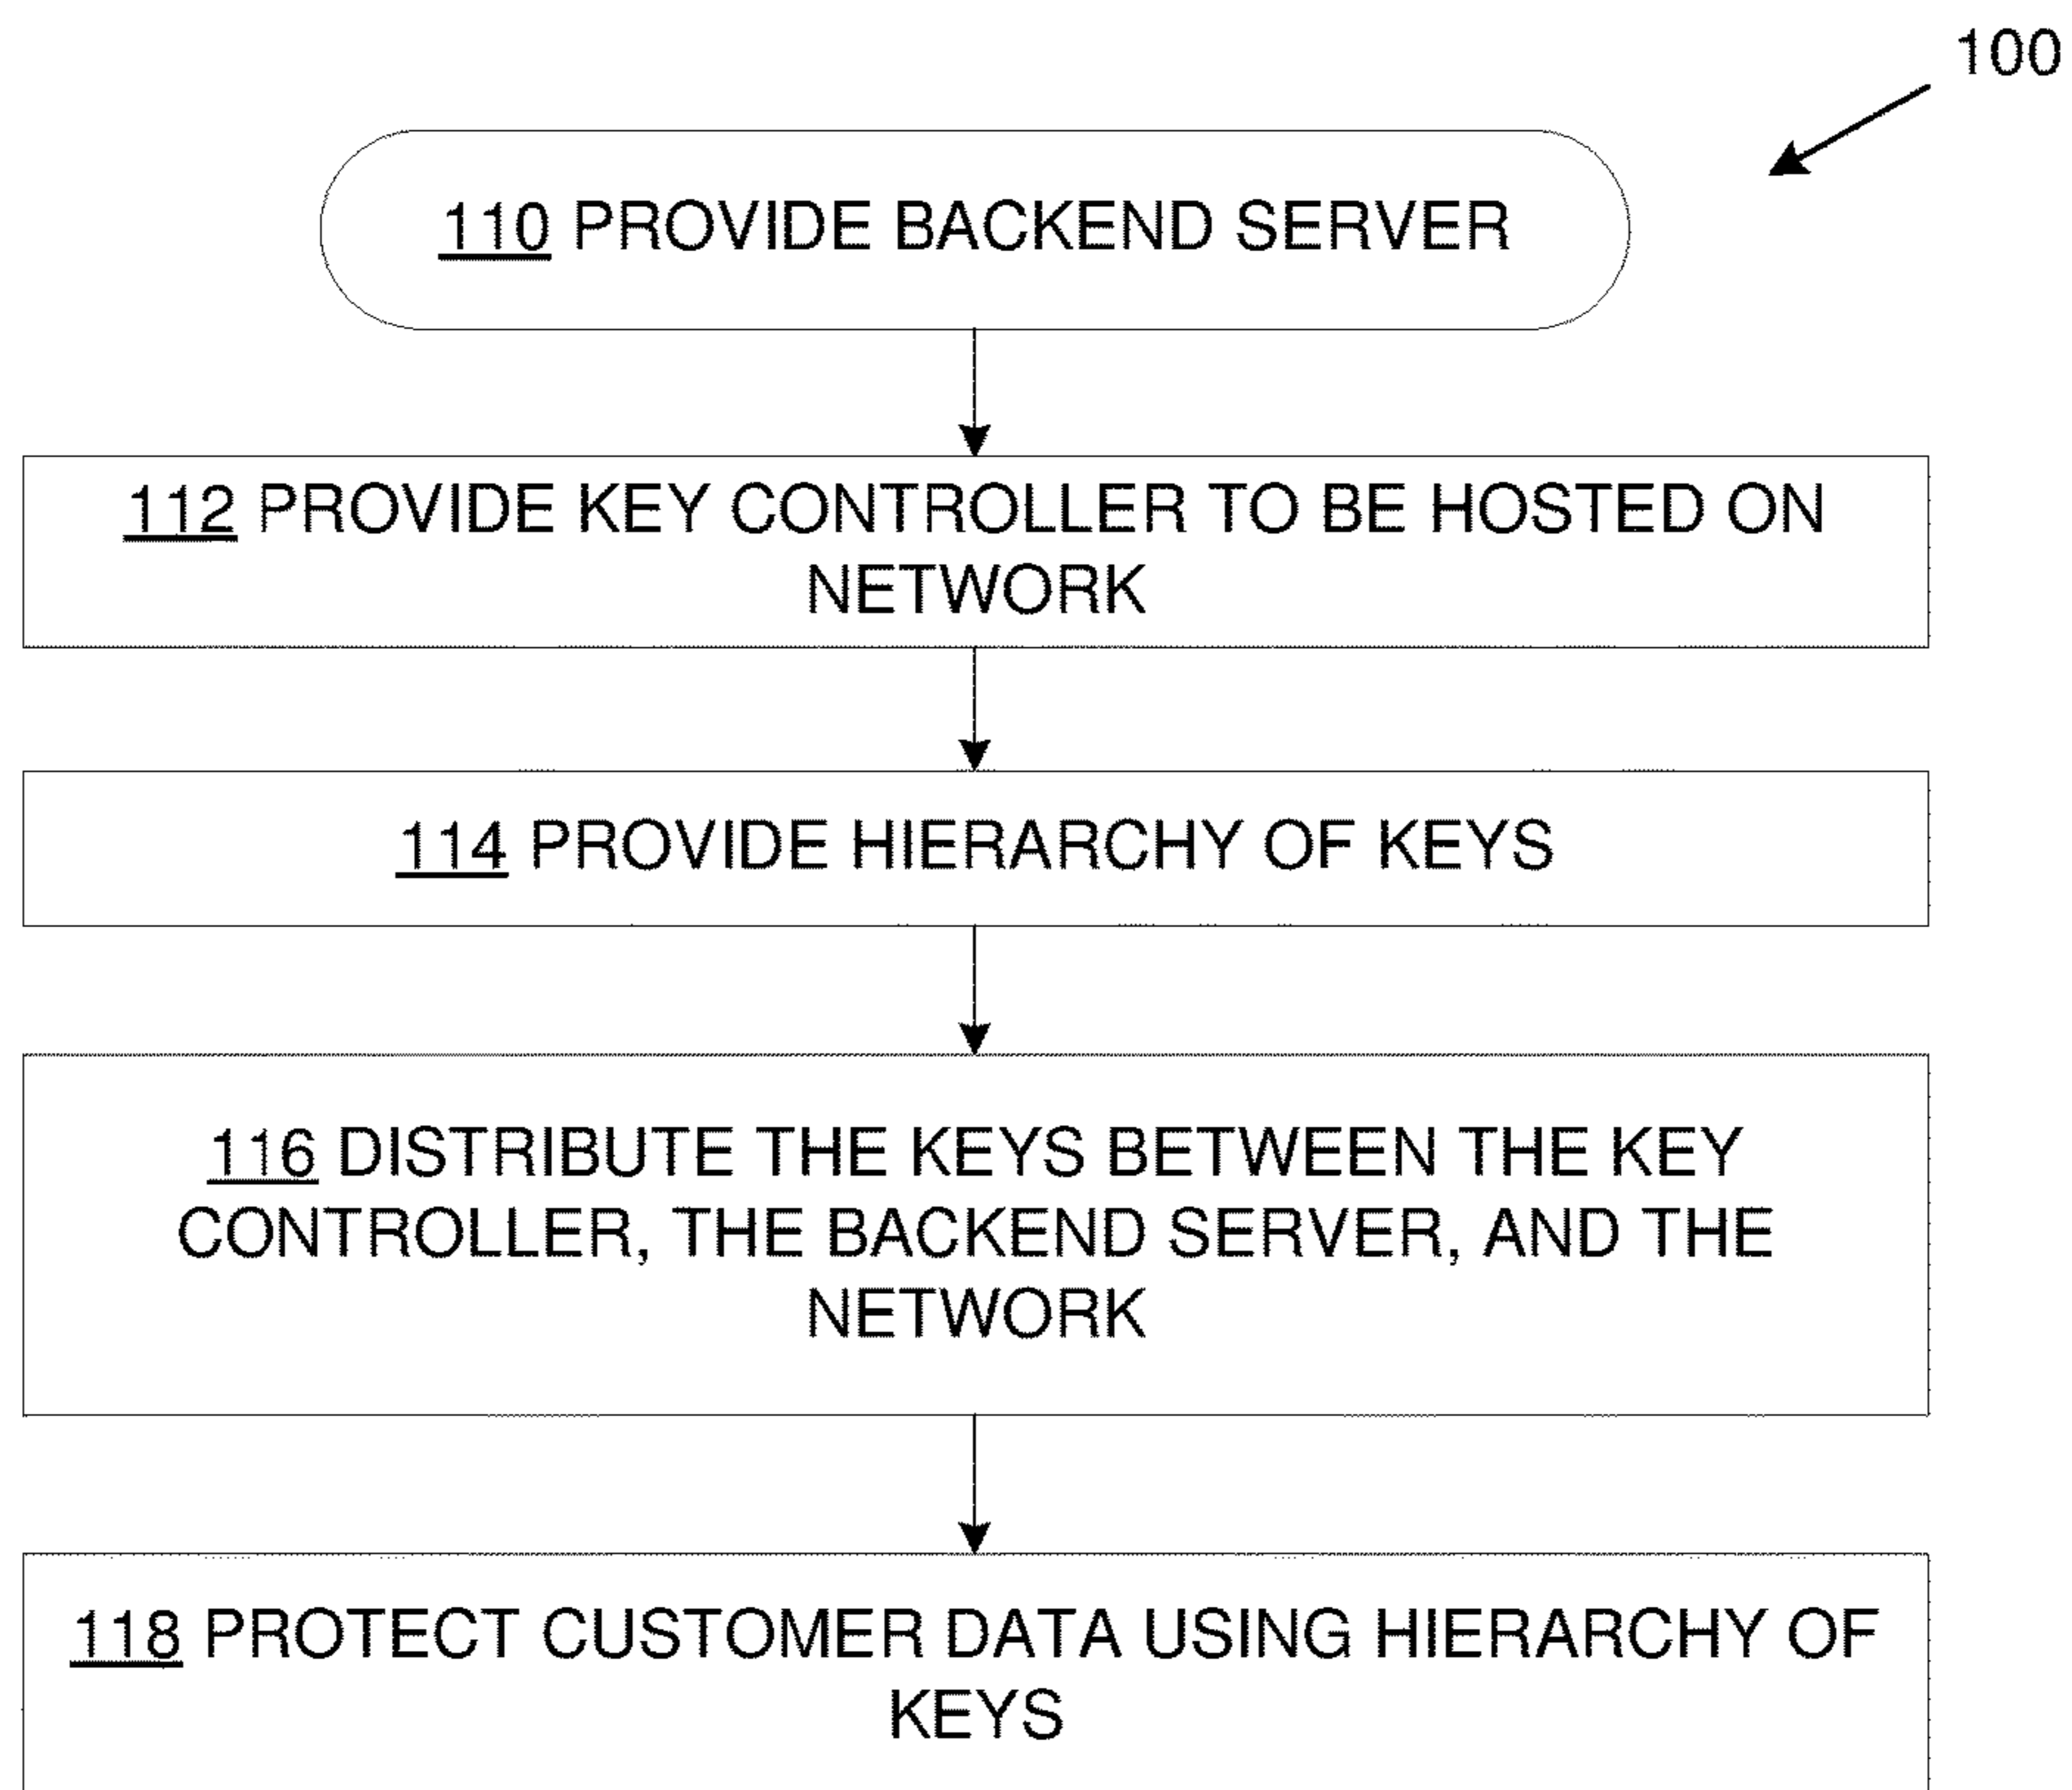 100
110 PROVIDE BACKEND SERVER
112 PROVIDE KEY CONTROLLER TO BE HOSTED ON
NETWORK
114 PROVIDE HIERARCHY OF KEYS
116 DISTRIBUTE THE KEYS BETWEEN THE KEY
CONTROLLER, THE BACKEND SERVER, AND THE
NETWORK
118 PROTECT CUSTOMER DATA USING HIERARCHY OF
KEYS